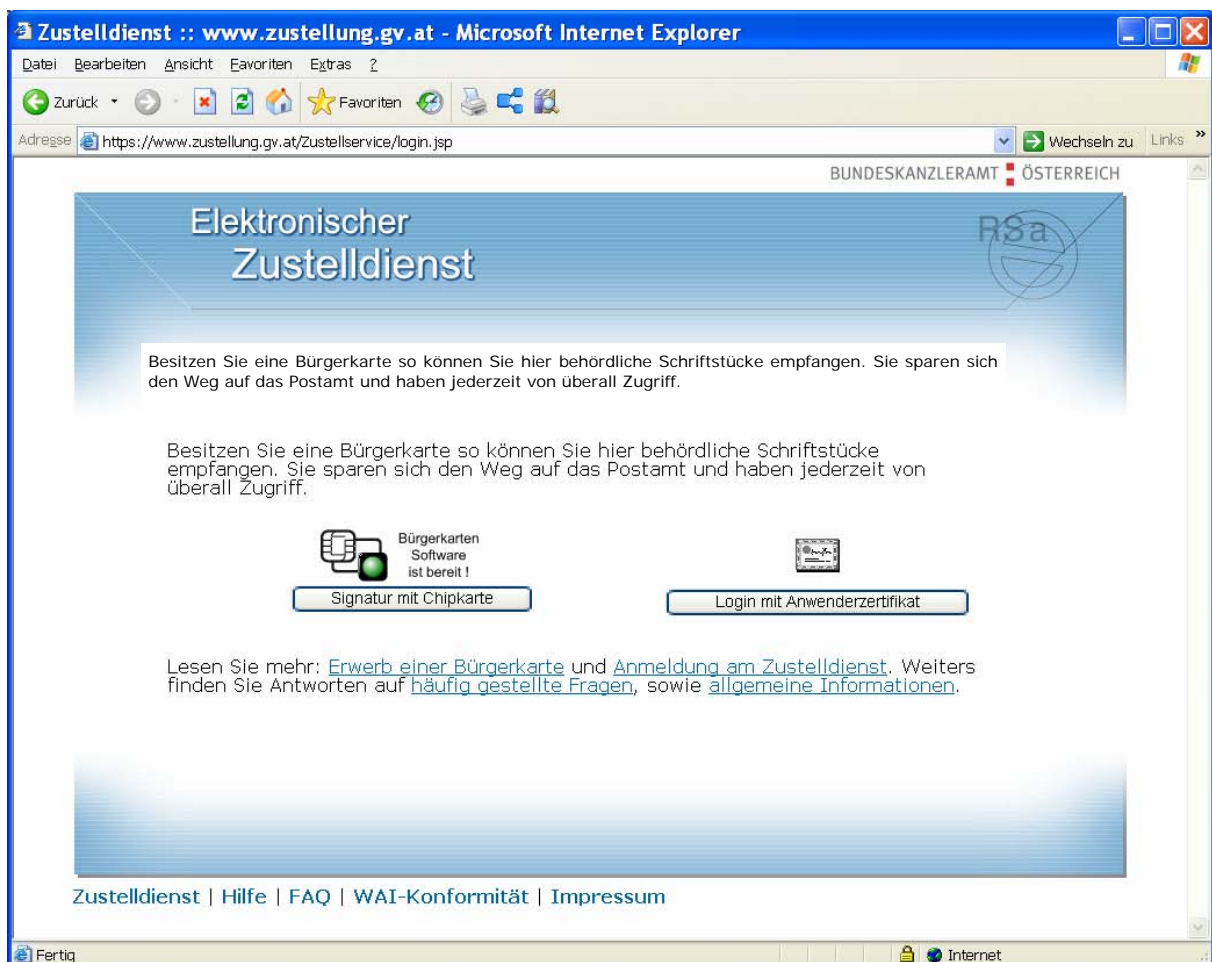 Zustelldienst :: www.zustellung.gv.at - Microsoft Internet Explorer
Datei Bearbeiten Ansicht Favoriten Extras ?
Zurück Favoriten
Adresse https://www.zustellung.gv.at/Zustellservice/login.jsp Wechseln zu Links »
BUNDESKANZLERAMT ÖSTERREICH
Elektronischer
Zustelldienst
RSa
Besitzen Sie eine Bürgerkarte so können Sie hier behördliche Schriftstücke empfangen. Sie sparen sich
den Weg auf das Postamt und haben jederzeit von überall Zugriff.
Besitzen Sie eine Bürgerkarte so können Sie hier behördliche Schriftstücke
empfangen. Sie sparen sich den Weg auf das Postamt und haben jederzeit von
überall Zugriff.
Bürgerkarten
Software
ist bereit !
Signatur mit Chipkarte
Login mit Anwenderzertifikat
Lesen Sie mehr: Erwerb einer Bürgerkarte und Anmeldung am Zustelldienst. Weiters
finden Sie Antworten auf häufig gestellte Fragen, sowie allgemeine Informationen.
Zustelldienst | Hilfe | FAQ | WAI-Konformität | Impressum
Fertig Internet